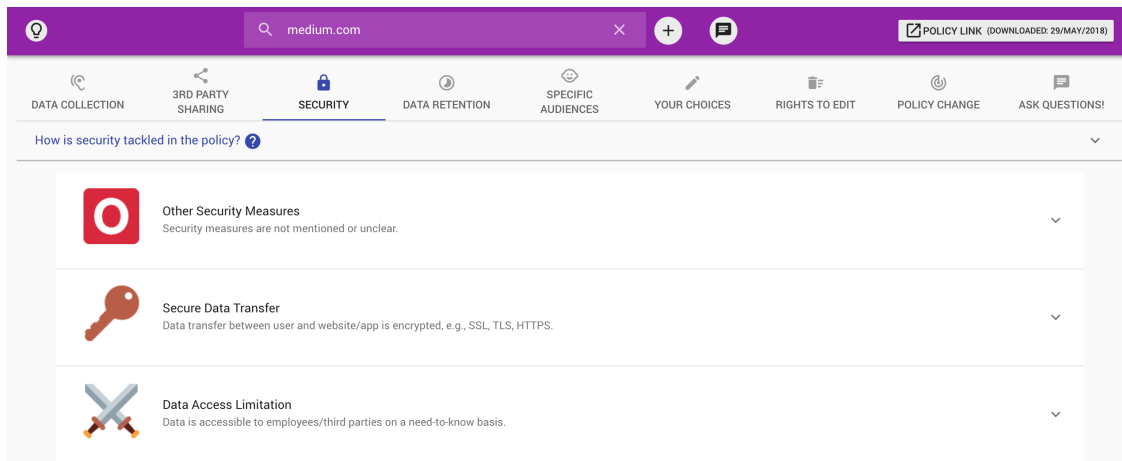 medium.com
POLICY LINK (DOWNLOADED: 29/MAY/2018)
DATA COLLECTION
3RD PARTY
SHARING
SECURITY
DATA RETENTION
SPECIFIC
AUDIENCES
YOUR CHOICES
RIGHTS TO EDIT
POLICY CHANGE
ASK QUESTIONS!
How is security tackled in the policy? ?
O
Other Security Measures
Security measures are not mentioned or unclear.
Secure Data Transfer
Data transfer between user and website/app is encrypted, e.g., SSL, TLS, HTTPS.
Data Access Limitation
Data is accessible to employees/third parties on a need-to-know basis.